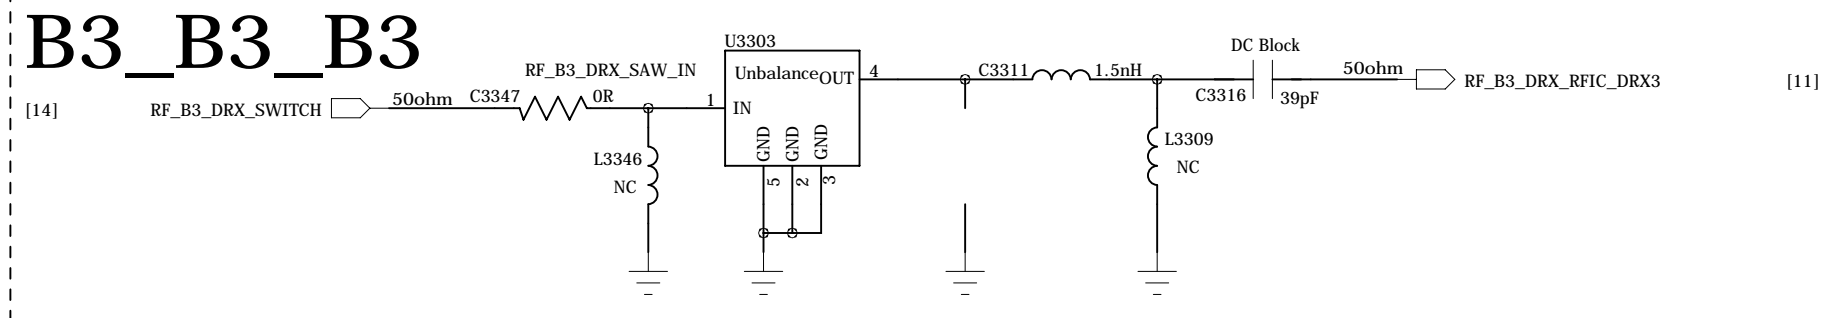 B3_B3_B3
U3303
DC Block
RF_B3_DRX_SAW_IN
Unbalance OUT 4
C3311 1.5nH
50ohm
RF_B3_DRX_RFIC_DRX3
[11]
[14]
RF_B3_DRX_SWITCH
50ohm
C3347
0R
1
IN
C3316
39pF
GND GND GND
L3346
NC
L3309
NC
5 2 3